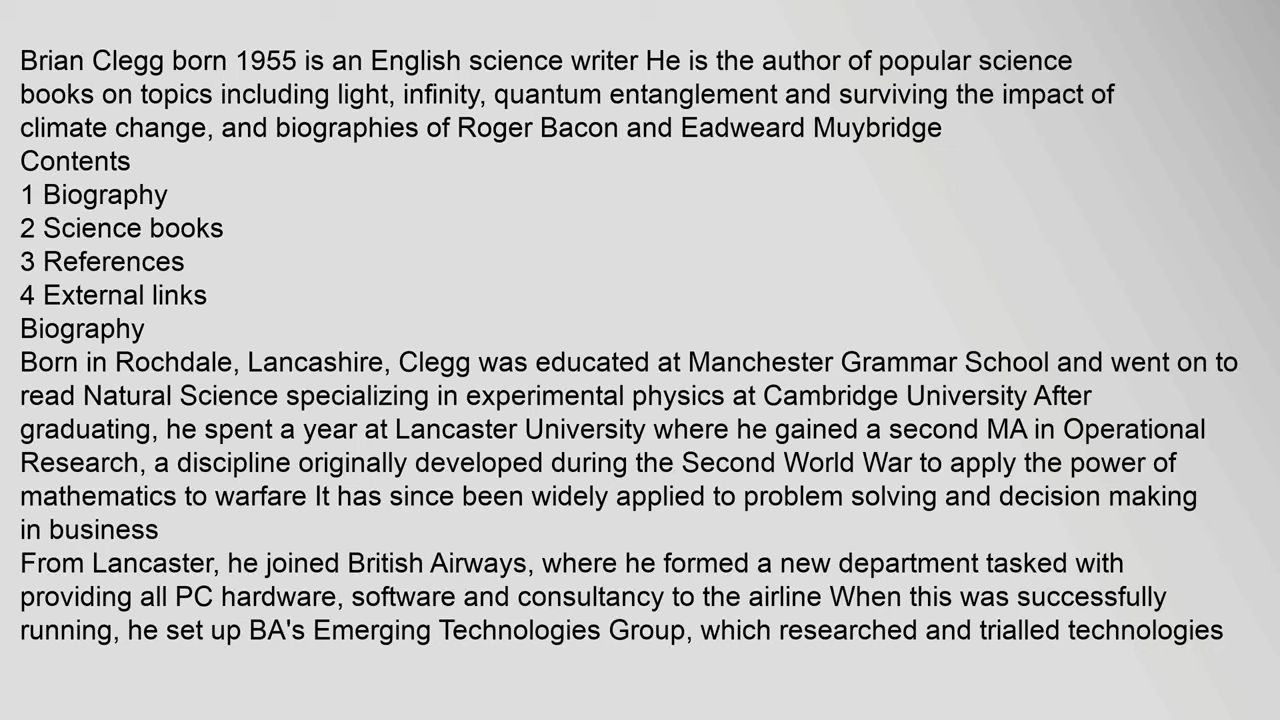 Brian Clegg born 1955 is an English science writer He is the author of popular science
books on topics including light, infinity, quantum entanglement and surviving the impact of
climate change, and biographies of Roger Bacon and Eadweard Muybridge
Contents
1 Biography
2 Science books
3 References
4 External links
Biography
Born in Rochdale, Lancashire, Clegg was educated at Manchester Grammar School and went on to
read Natural Science specializing in experimental physics at Cambridge University After
graduating, he spent a year at Lancaster University where he gained a second MA in Operational
Research, a discipline originally developed during the Second World War to apply the power of
mathematics to warfare It has since been widely applied to problem solving and decision making
in business
From Lancaster, he joined British Airways, where he formed a new department tasked with
providing all PC hardware, software and consultancy to the airline When this was successfully
running, he set up BA's Emerging Technologies Group, which researched and trialled technologies